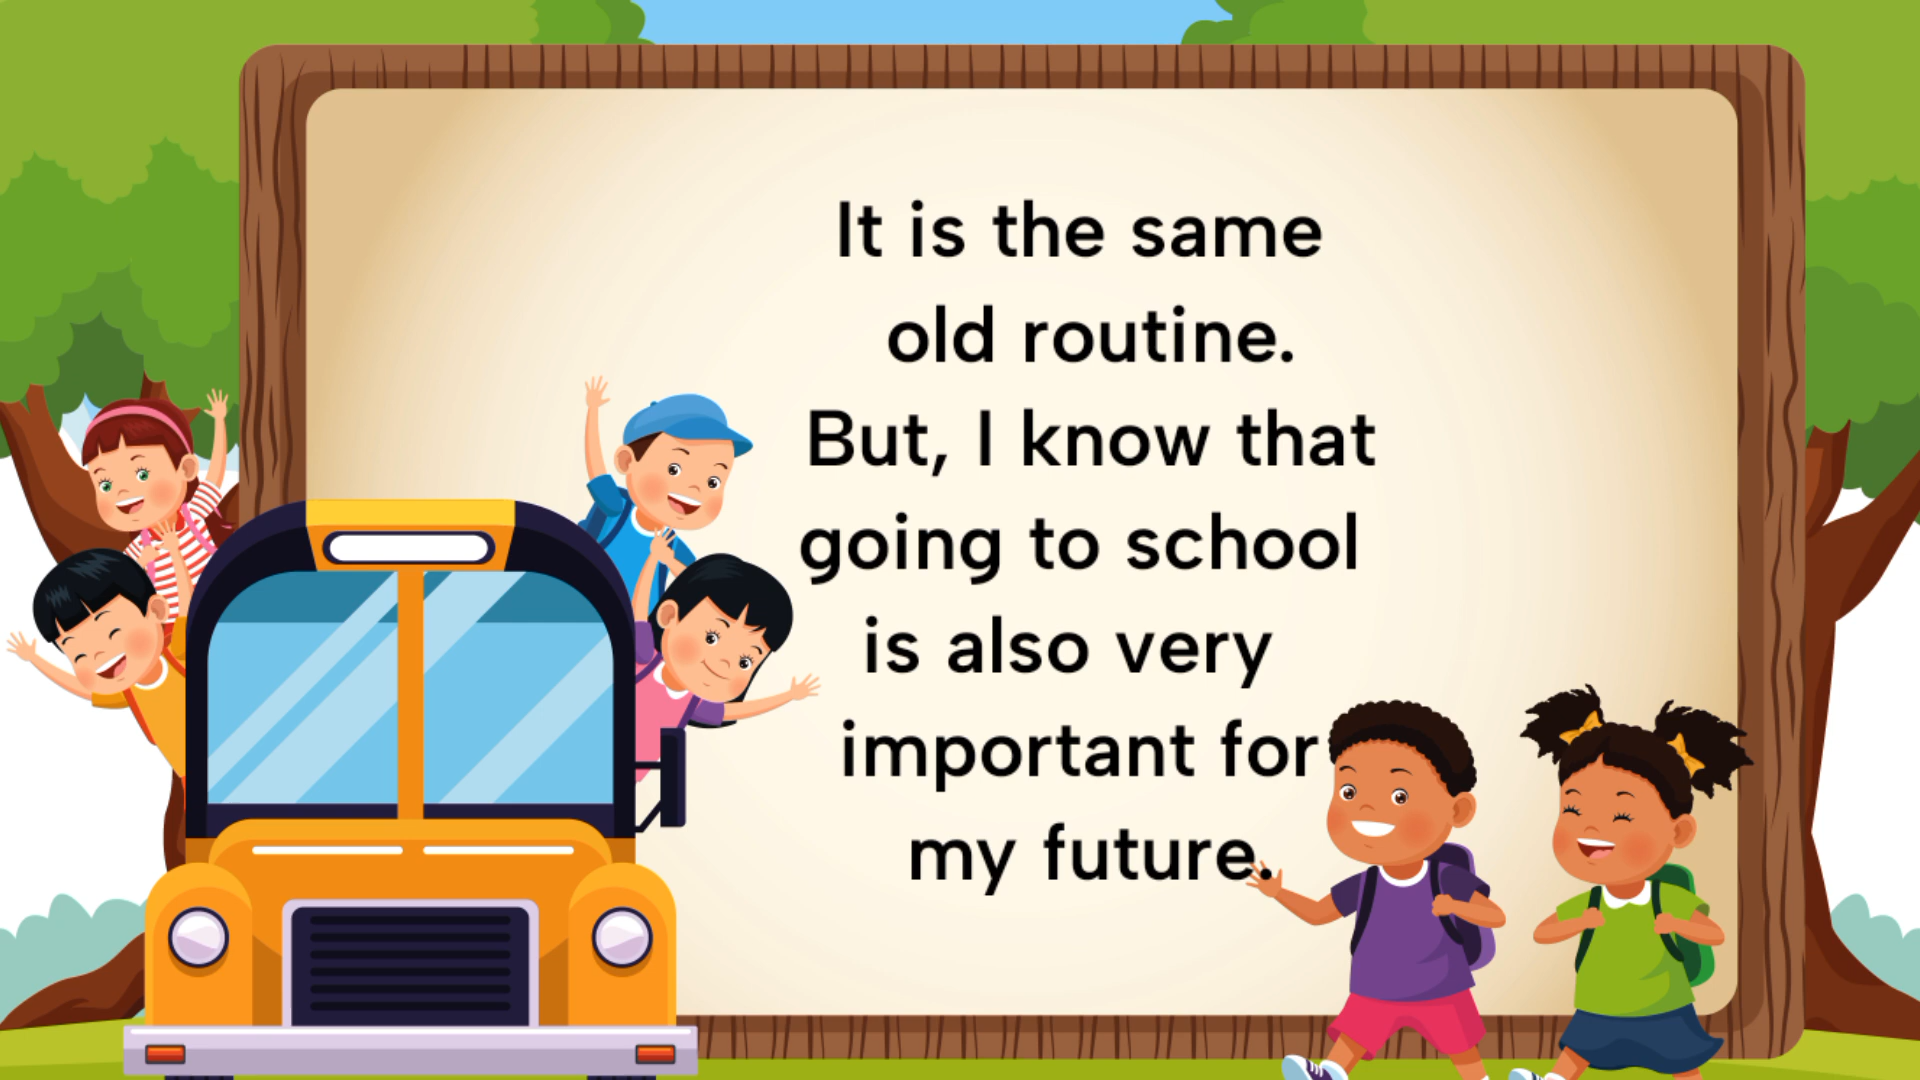 It is the same
old routine.
But, I know that
going to school
is also very
important for
my future.